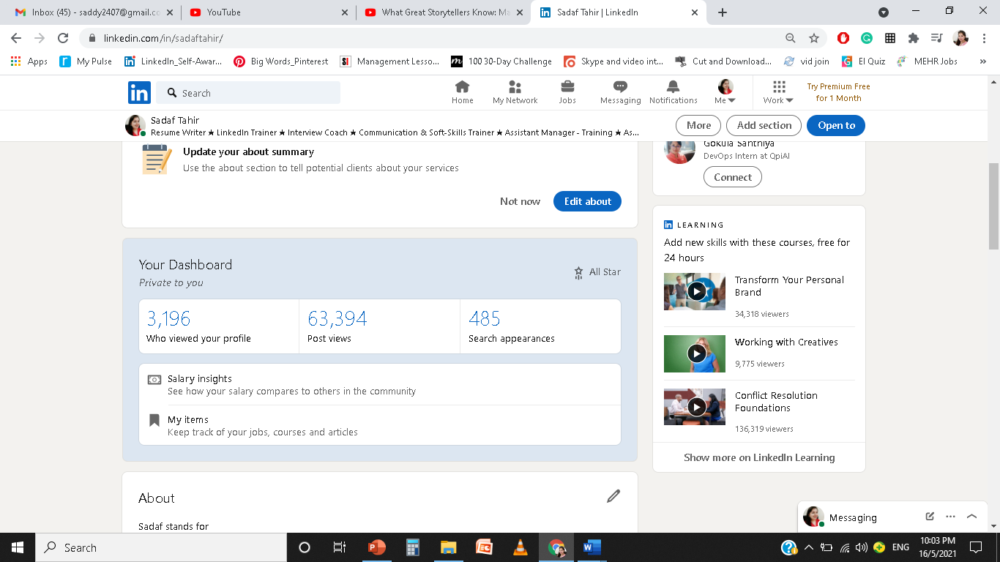 Inbox (45) - saddy2407@gmail.co
YouTube
What Great Storytellers Know: Ma
Sadaf Tahir | LinkedIn
linkedin.com/in/sadaftahir/
Apps
My Pulse
LinkedIn_Self-Awar...
Big Words_Pinterest
Management Lesso...
100 30-Day Challenge
Skype and video int...
Cut and Download...
vid join
EI Quiz
MEHR Jobs
»
in
Search
Home
My Network
Jobs
Messaging
Notifications
Me
Work
Try Premium Free
for 1 Month
Sadaf Tahir
Resume Writer ★ LinkedIn Trainer ★ Interview Coach ★ Communication & Soft-Skills Trainer ★ Assistant Manager - Training ★ As...
More
Add section
Open to
Update your about summary
Use the about section to tell potential clients about your services
Not now
Edit about
Your Dashboard
Private to you
All Star
3,196
Who viewed your profile
63,394
Post views
485
Search appearances
Salary insights
See how your salary compares to others in the community
My items
Keep track of your jobs, courses and articles
About
Sadaf stands for
Gokula Santhiya
DevOps Intern at QpiAI
Connect
in LEARNING
Add new skills with these courses, free for
24 hours
Transform Your Personal
Brand
34,318 viewers
Working with Creatives
9,775 viewers
Conflict Resolution
Foundations
136,319 viewers
Show more on LinkedIn Learning
Messaging
Search
ENG
10:03 PM
16/5/2021